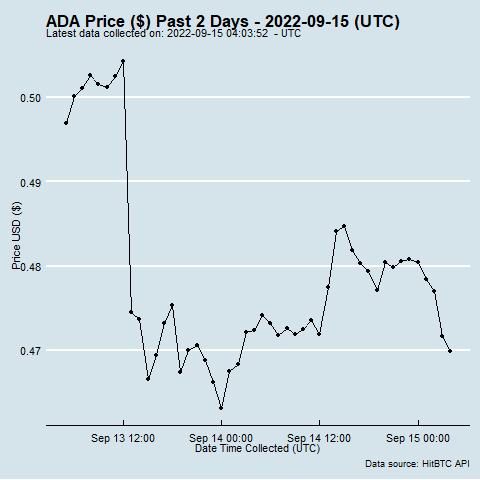 ADA Price ($) Past 2 Days - 2022-09-15 (UTC)
Latest data collected on: 2022-09-15 04:03:52 - UTC
0.50
0.49
0.48
0.47
Price USD ($)
Sep 13 12:00 Sep 14 00:00 Sep 14 12:00 Sep 15 00:00
Date Time Collected (UTC)
Data source: HitBTC API